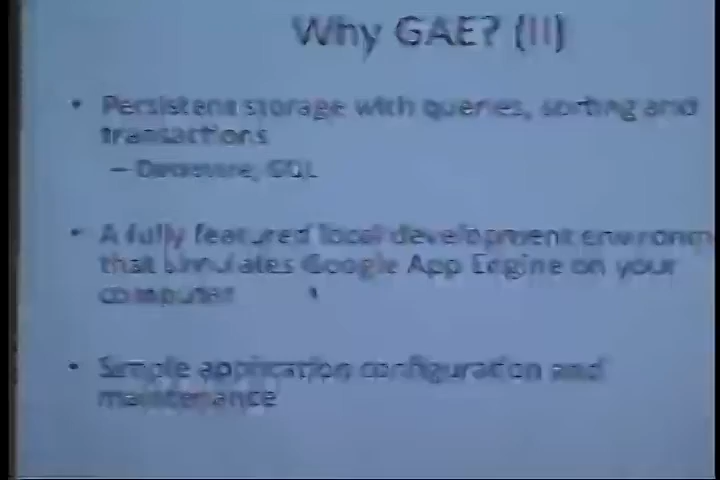 Why GAE? (II)
• Persistent storage with queries, sorting and
transactions
– Datastore, GQL
• A fully featured local development environm
that simulates Google App Engine on your
computer
• Simple application configuration and
maintenance